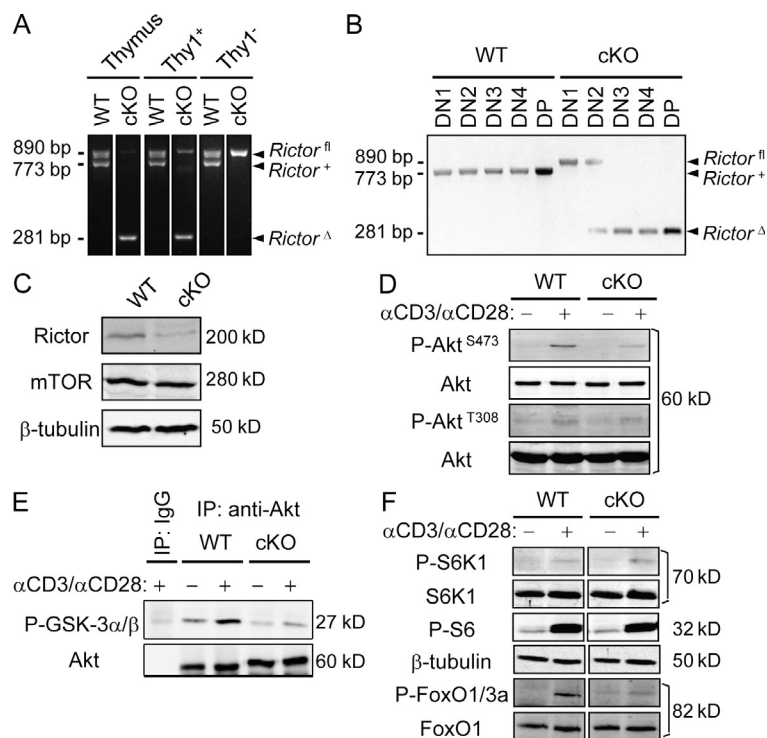 A
Thymus Thy1⁺ Thy1⁻
WT cKO WT cKO WT cKO
890 bp
773 bp
281 bp
Rictor fl
Rictor +
Rictor Δ
B
WT cKO
DN1 DN2 DN3 DN4 DP DN1 DN2 DN3 DN4 DP
890 bp
773 bp
281 bp
Rictor fl
Rictor +
Rictor Δ
C
WT cKO
Rictor 200 kD
mTOR 280 kD
β-tubulin 50 kD
D
WT cKO
αCD3/αCD28: − + − +
P-Akt S473
Akt
P-Akt T308
Akt
60 kD
E
IP: IgG
IP: anti-Akt
WT cKO
αCD3/αCD28: + − + − +
P-GSK-3α/β 27 kD
Akt 60 kD
F
WT cKO
αCD3/αCD28: − + − +
P-S6K1
S6K1
70 kD
P-S6 32 kD
β-tubulin 50 kD
P-FoxO1/3a
FoxO1
82 kD